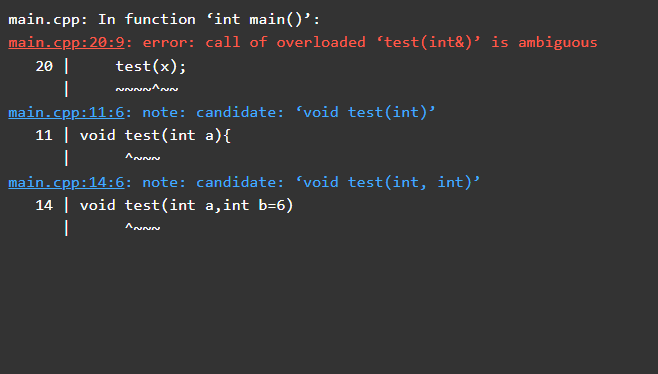 main.cpp: In function ‘int main()’:
main.cpp:20:9: error: call of overloaded ‘test(int&)’ is ambiguous
   20 |     test(x);
      |     ~~~~^~~
main.cpp:11:6: note: candidate: ‘void test(int)’
   11 | void test(int a){
      |      ^~~~
main.cpp:14:6: note: candidate: ‘void test(int, int)’
   14 | void test(int a,int b=6)
      |      ^~~~